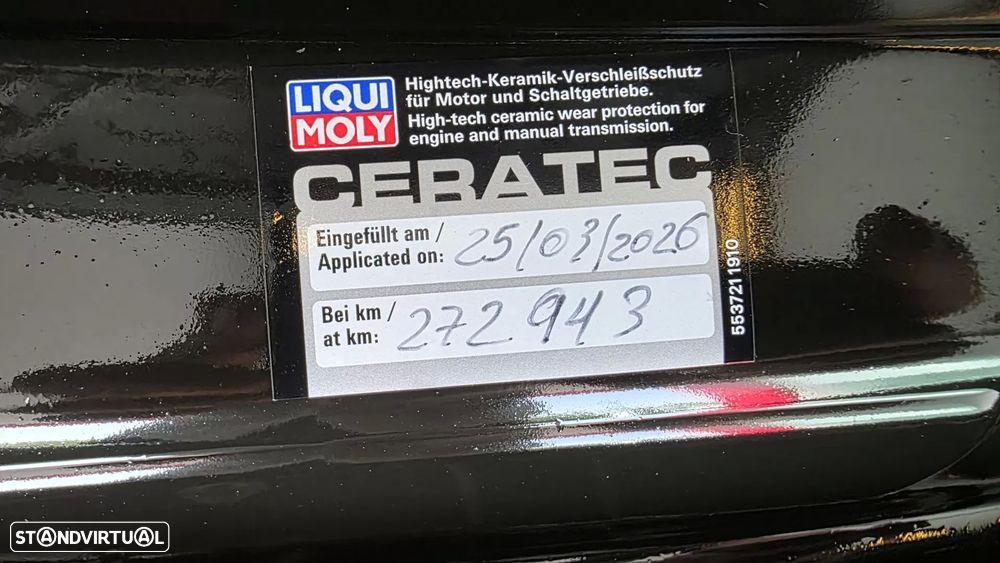 LIQUI
MOLY
Hightech-Keramik-Verschleißschutz
für Motor und Schaltgetriebe.
High-tech ceramic wear protection for
engine and manual transmission.
CERATEC
Eingefüllt am /
Applicated on: 25/03/2026
Bei km /
at km: 272 943
5537211910
STANDVIRTUAL